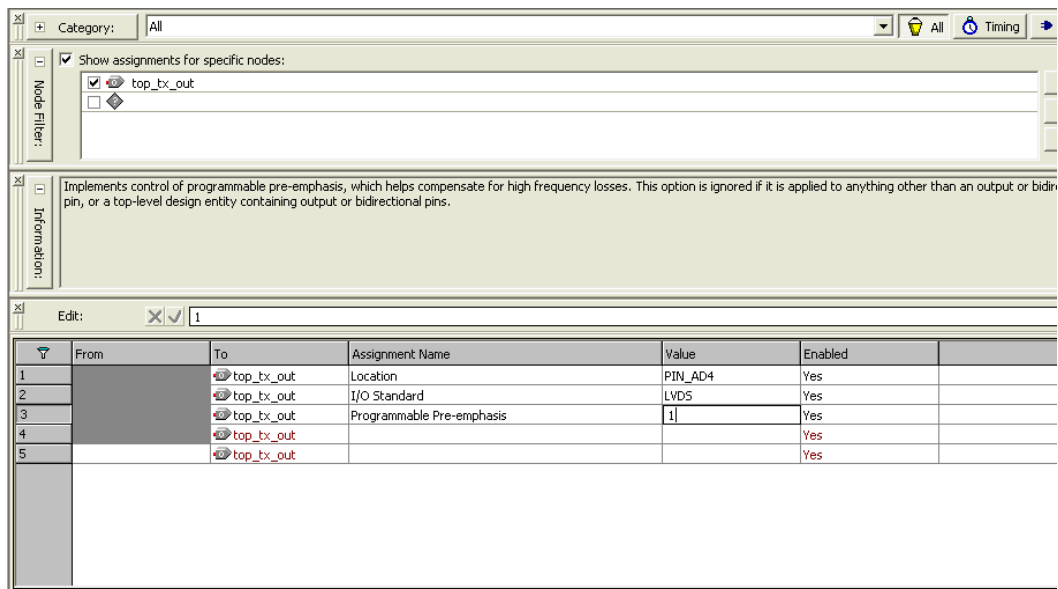 Category: All All Timing
Show assignments for specific nodes:
Node Filter:
top_tx_out
Information:
Implements control of programmable pre-emphasis, which helps compensate for high frequency losses. This option is ignored if it is applied to anything other than an output or bidire
pin, or a top-level design entity containing output or bidirectional pins.
Edit: 1
From To Assignment Name Value Enabled
1 top_tx_out Location PIN_AD4 Yes
2 top_tx_out I/O Standard LVDS Yes
3 top_tx_out Programmable Pre-emphasis 1 Yes
4 top_tx_out Yes
5 top_tx_out Yes